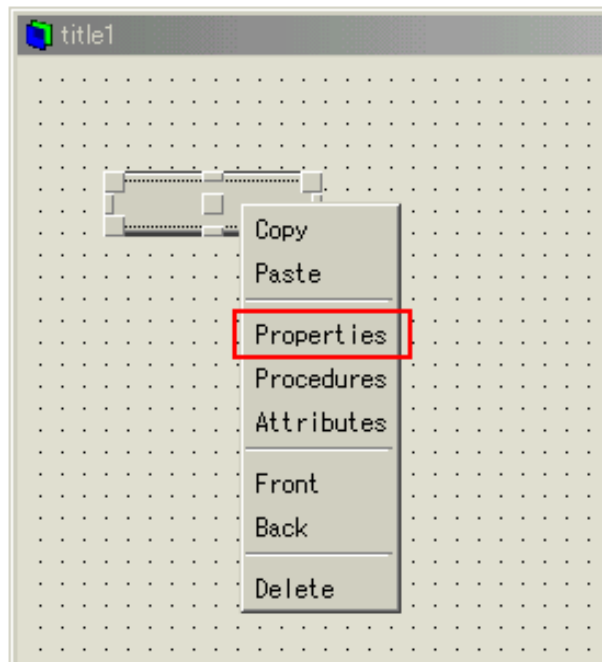 title1
Copy
Paste
Properties
Procedures
Attributes
Front
Back
Delete